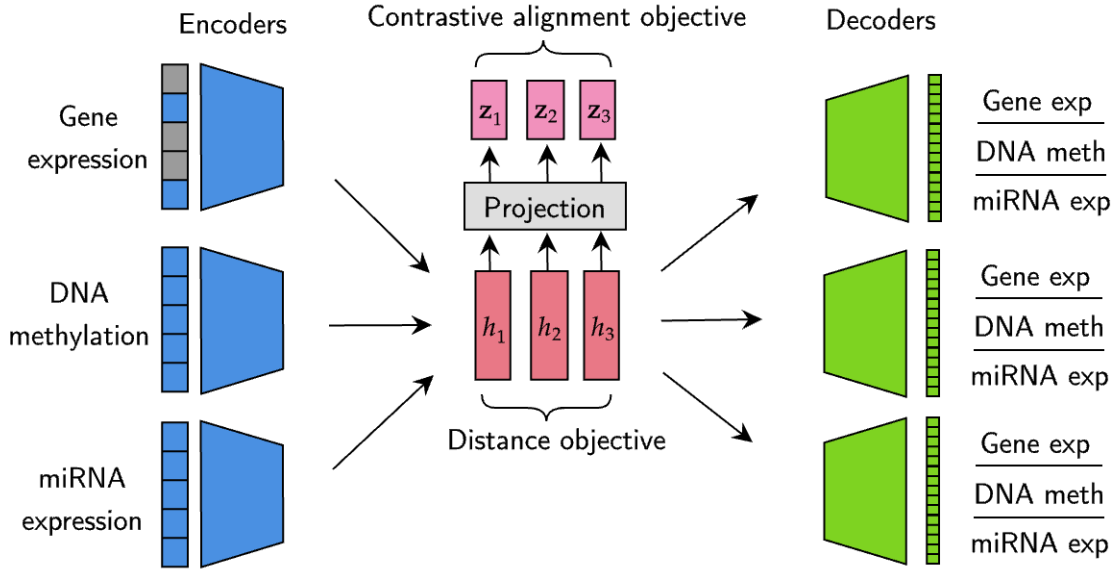 Encoders
Contrastive alignment objective
Decoders
Gene
expression
DNA
methylation
miRNA
expression
z1
z2
z3
Projection
h1
h2
h3
Distance objective
Gene exp
DNA meth
miRNA exp
Gene exp
DNA meth
miRNA exp
Gene exp
DNA meth
miRNA exp